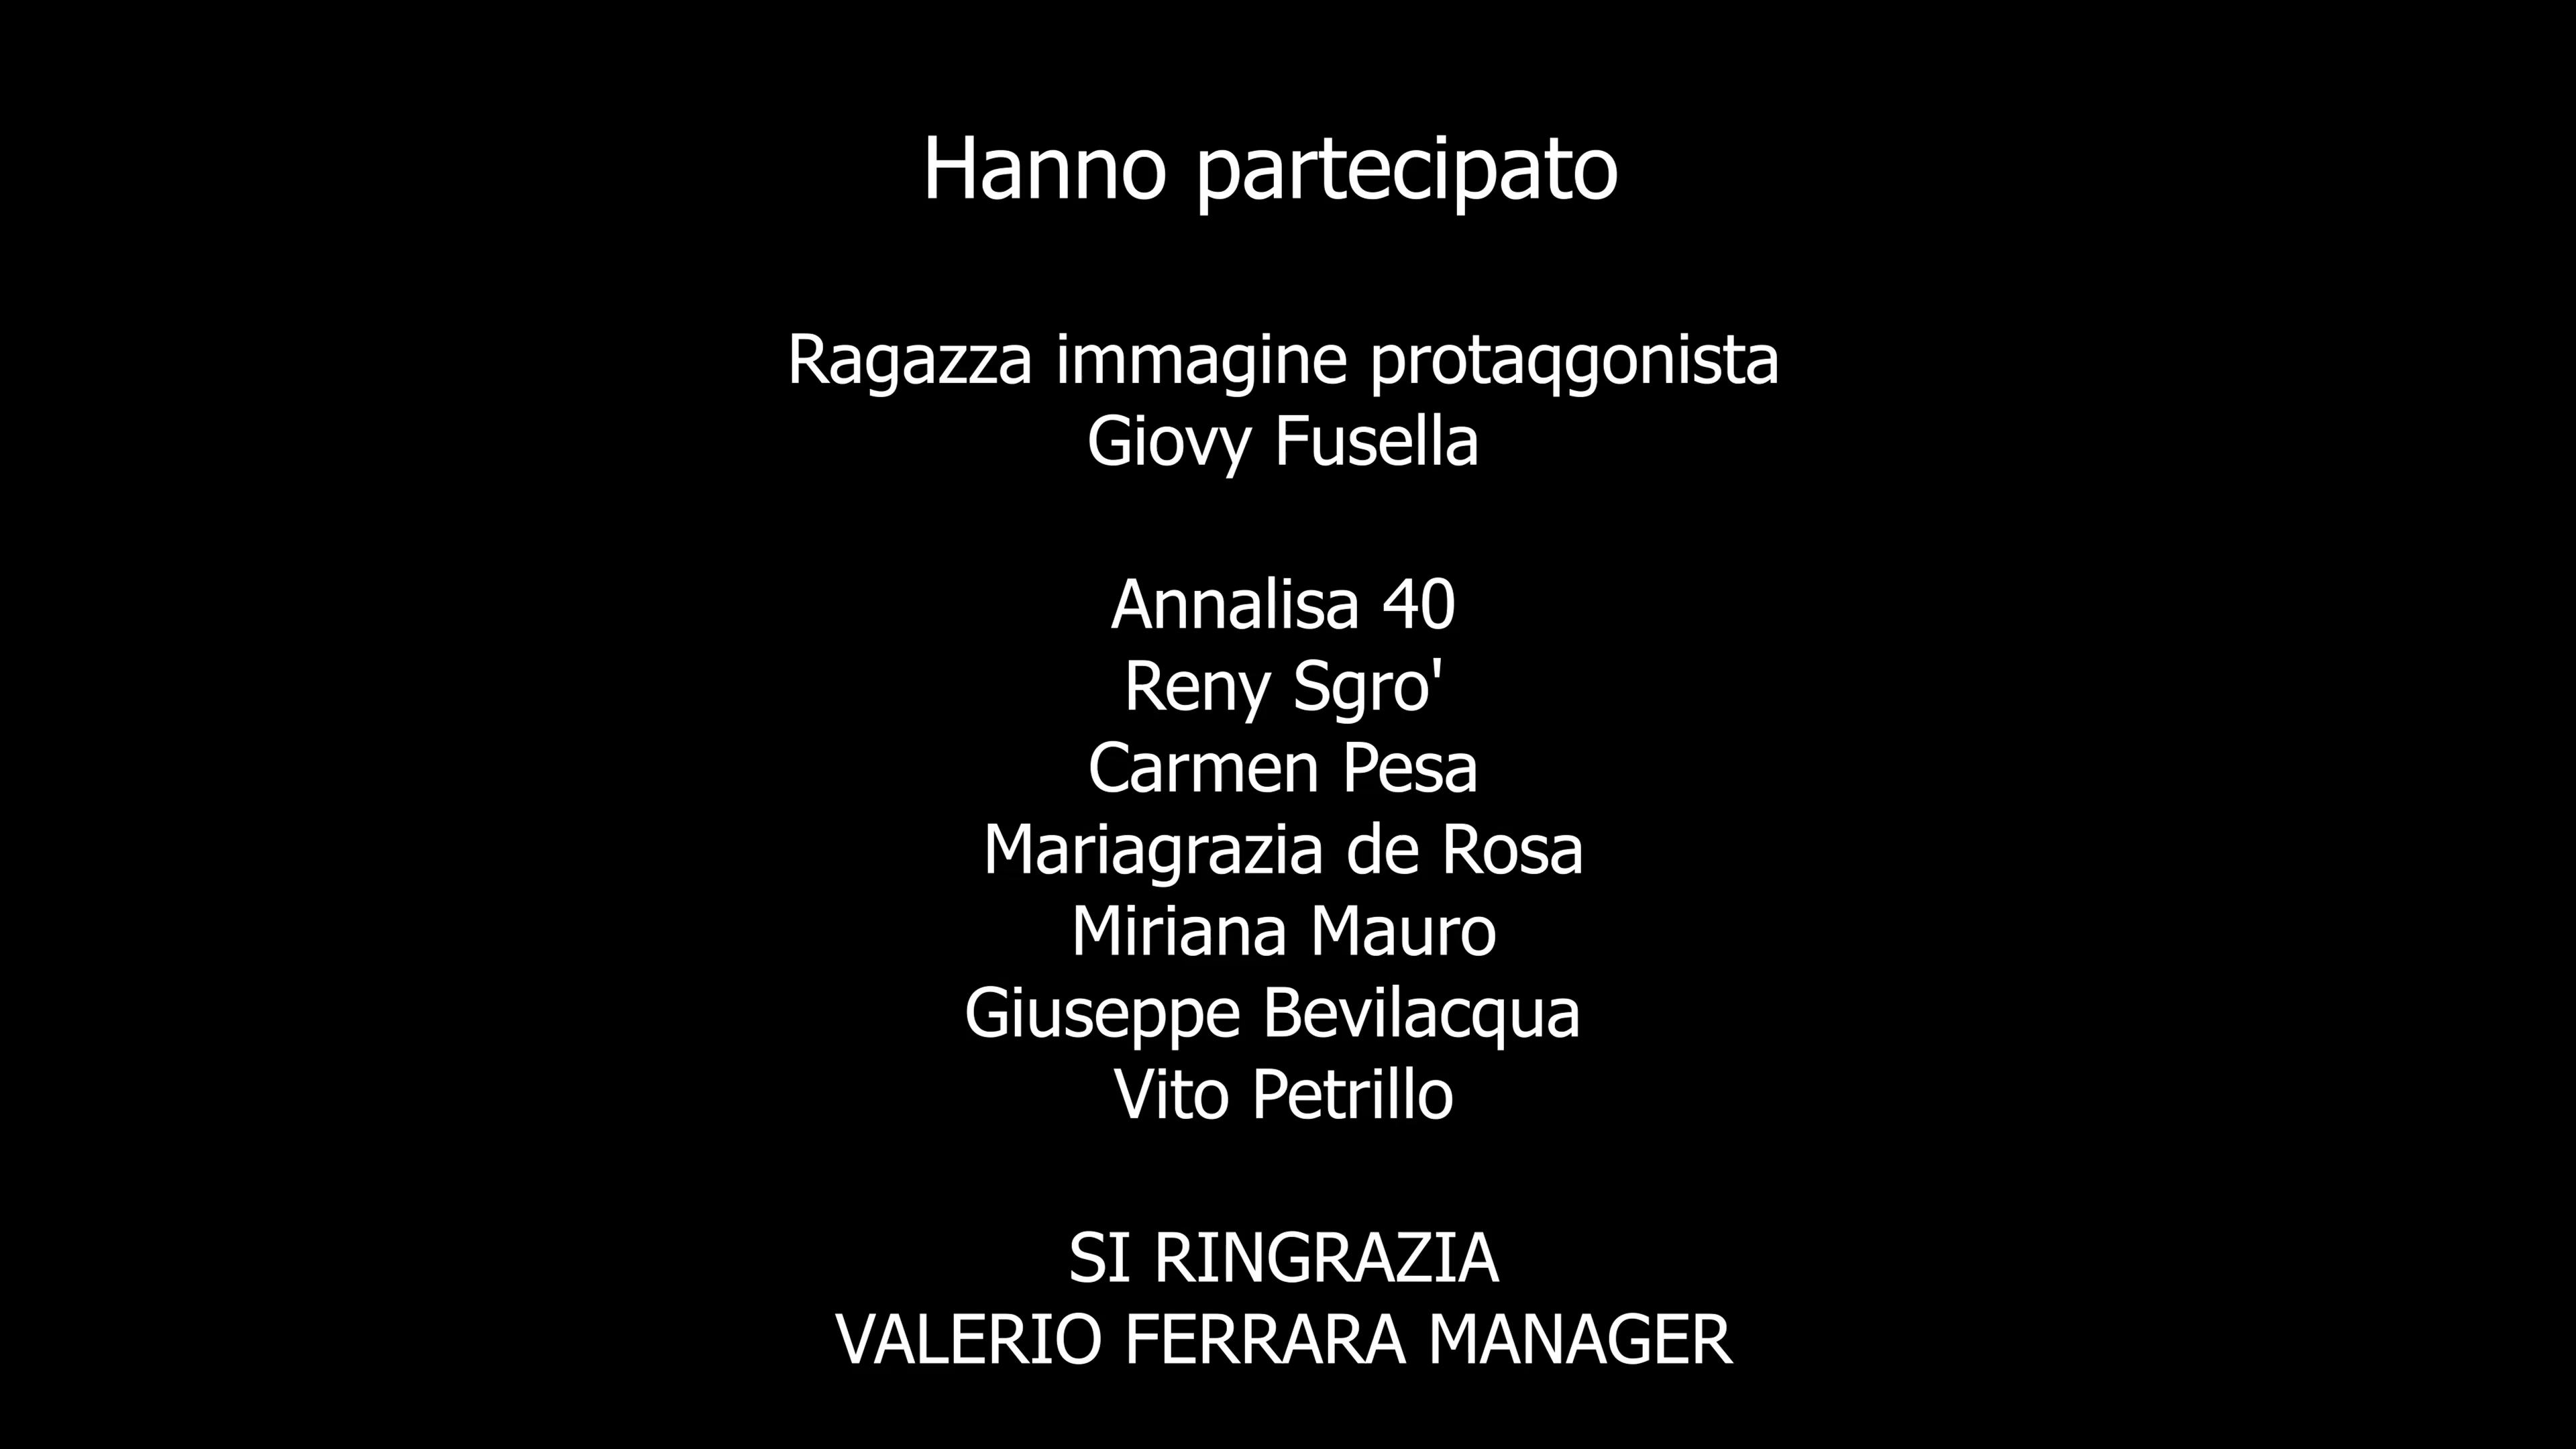 Hanno partecipato
Ragazza immagine protaqgonista
Giovy Fusella
Annalisa 40
Reny Sgro'
Carmen Pesa
Mariagrazia de Rosa
Miriana Mauro
Giuseppe Bevilacqua
Vito Petrillo
SI RINGRAZIA
VALERIO FERRARA MANAGER